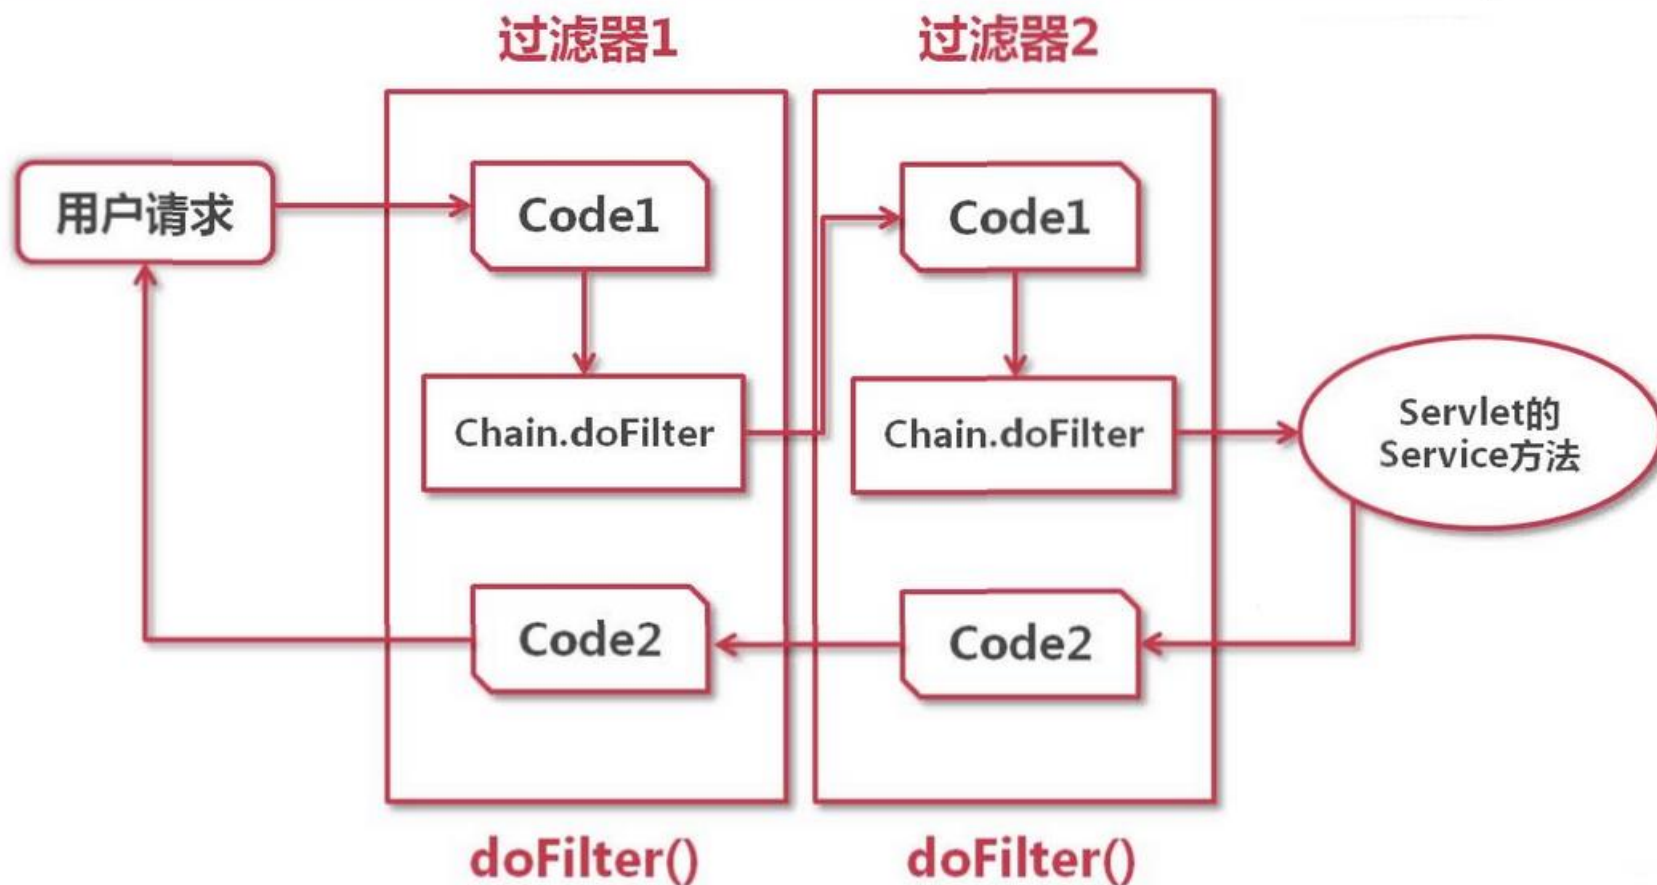 过滤器1
过滤器2
用户请求
Code1
Code1
Chain.doFilter
Chain.doFilter
Servlet的
Service方法
Code2
Code2
doFilter()
doFilter()